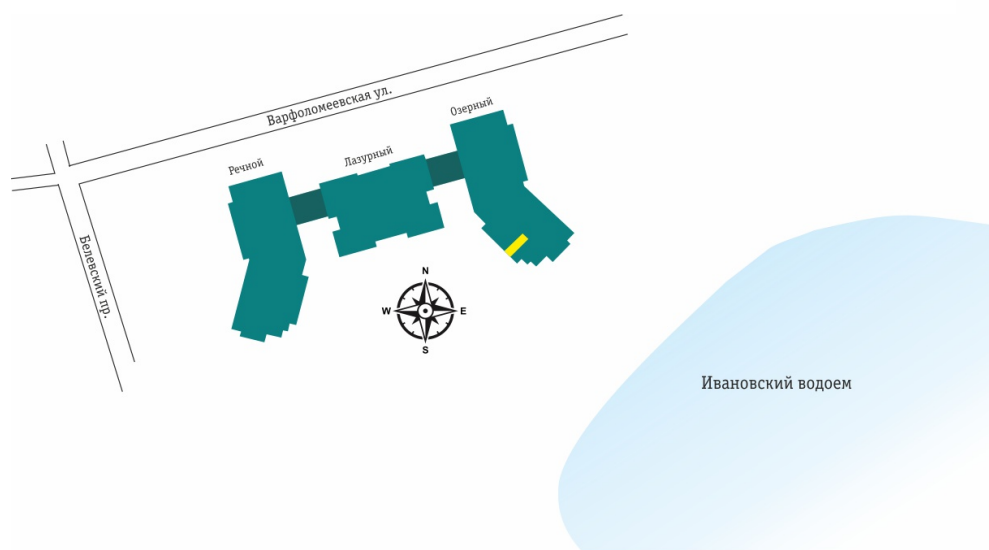 Варфоломеевская ул.
Озерный
Лазурный
Речной
Белевский пр.
N
W
E
S
Ивановский водоем